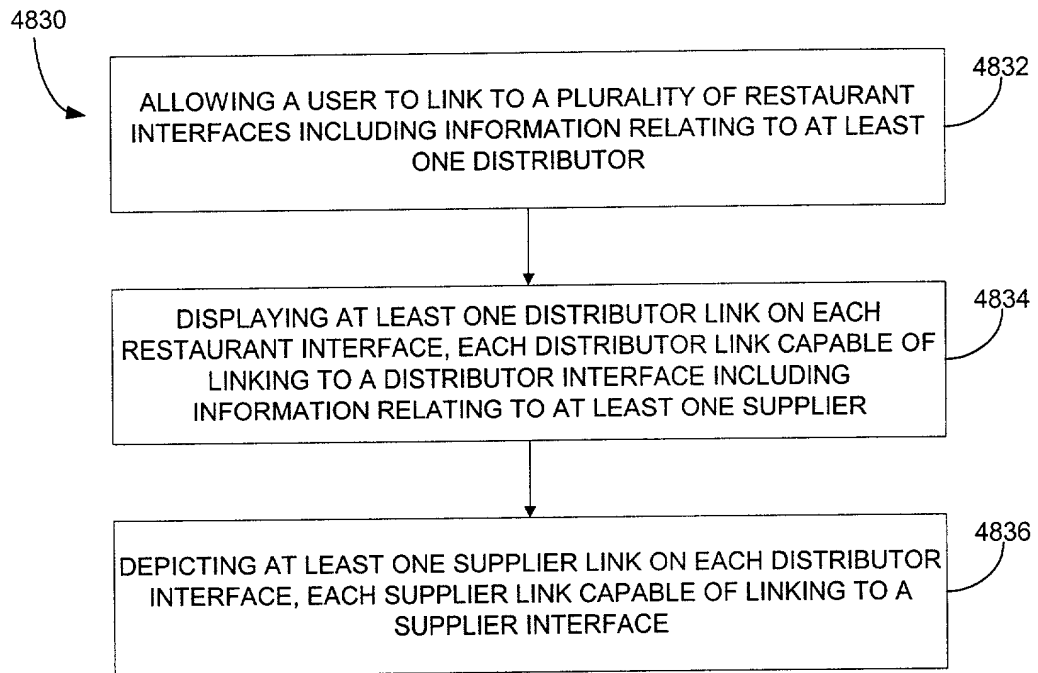 4830
4832
ALLOWING A USER TO LINK TO A PLURALITY OF RESTAURANT
INTERFACES INCLUDING INFORMATION RELATING TO AT LEAST
ONE DISTRIBUTOR
4834
DISPLAYING AT LEAST ONE DISTRIBUTOR LINK ON EACH
RESTAURANT INTERFACE, EACH DISTRIBUTOR LINK CAPABLE OF
LINKING TO A DISTRIBUTOR INTERFACE INCLUDING
INFORMATION RELATING TO AT LEAST ONE SUPPLIER
4836
DEPICTING AT LEAST ONE SUPPLIER LINK ON EACH DISTRIBUTOR
INTERFACE, EACH SUPPLIER LINK CAPABLE OF LINKING TO A
SUPPLIER INTERFACE